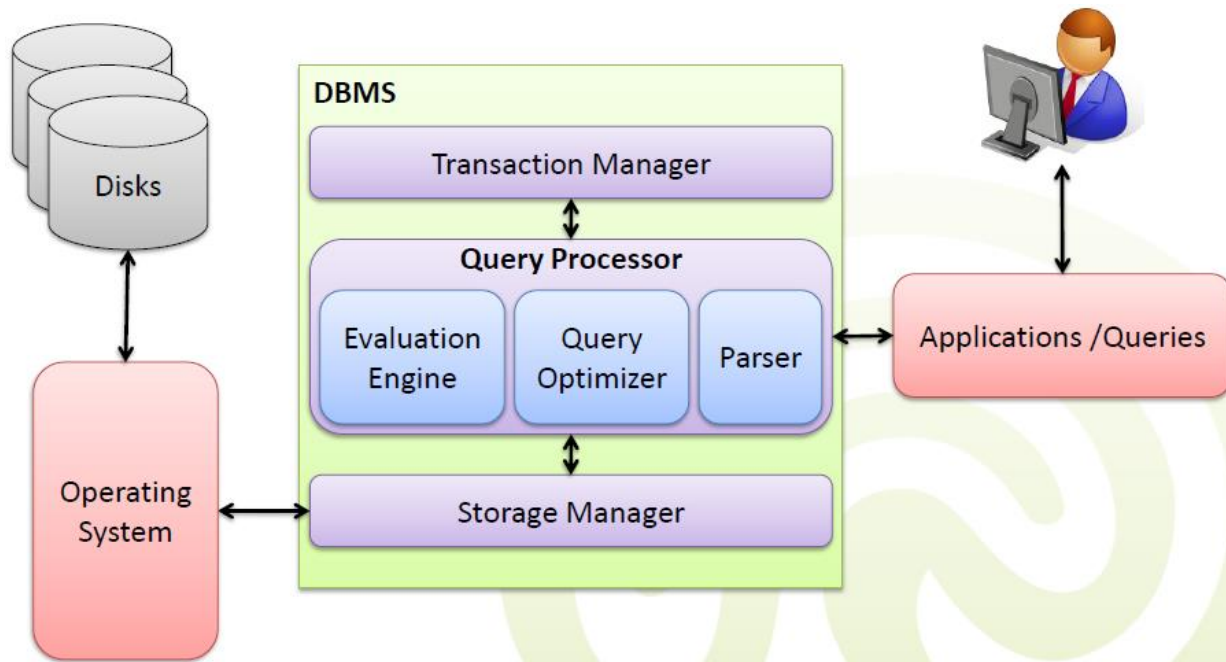 DBMS
Transaction Manager
Disks
Query Processor
Evaluation
Engine
Query
Optimizer
Parser
Applications /Queries
Operating
System
Storage Manager